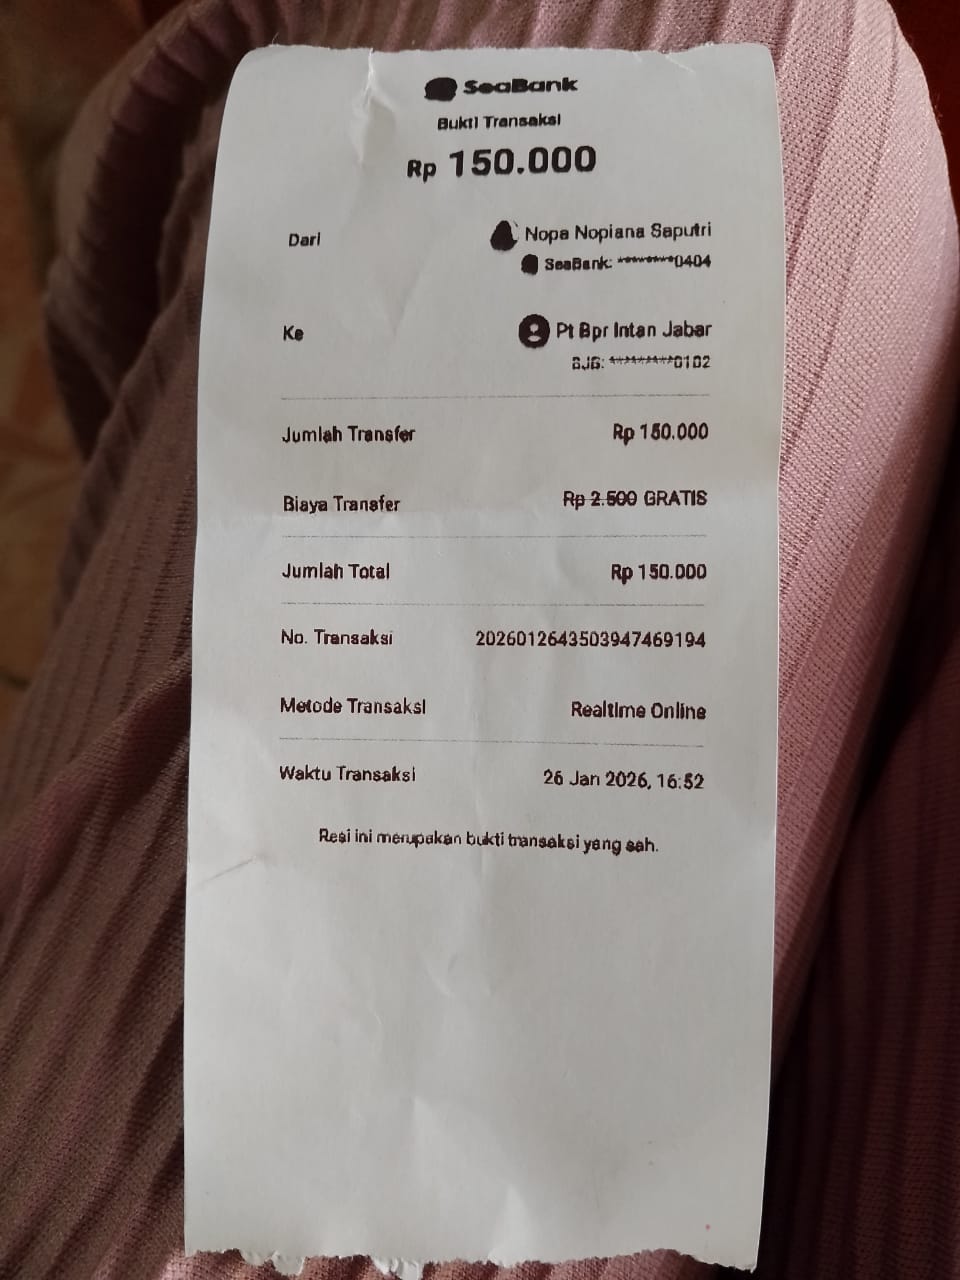 SeaBank
Bukti Transaksi
Rp 150.000
Dari Nopa Nopiana Saputri
SeaBank: ********0404
Ke Pt Bpr Intan Jabar
BJB: *********0102
Jumlah Transfer Rp 150.000
Biaya Transfer Rp 2.500 GRATIS
Jumlah Total Rp 150.000
No. Transaksi 2026012643503947469194
Metode Transaksi Realtime Online
Waktu Transaksi 26 Jan 2026, 16:52
Resi ini merupakan bukti transaksi yang sah.